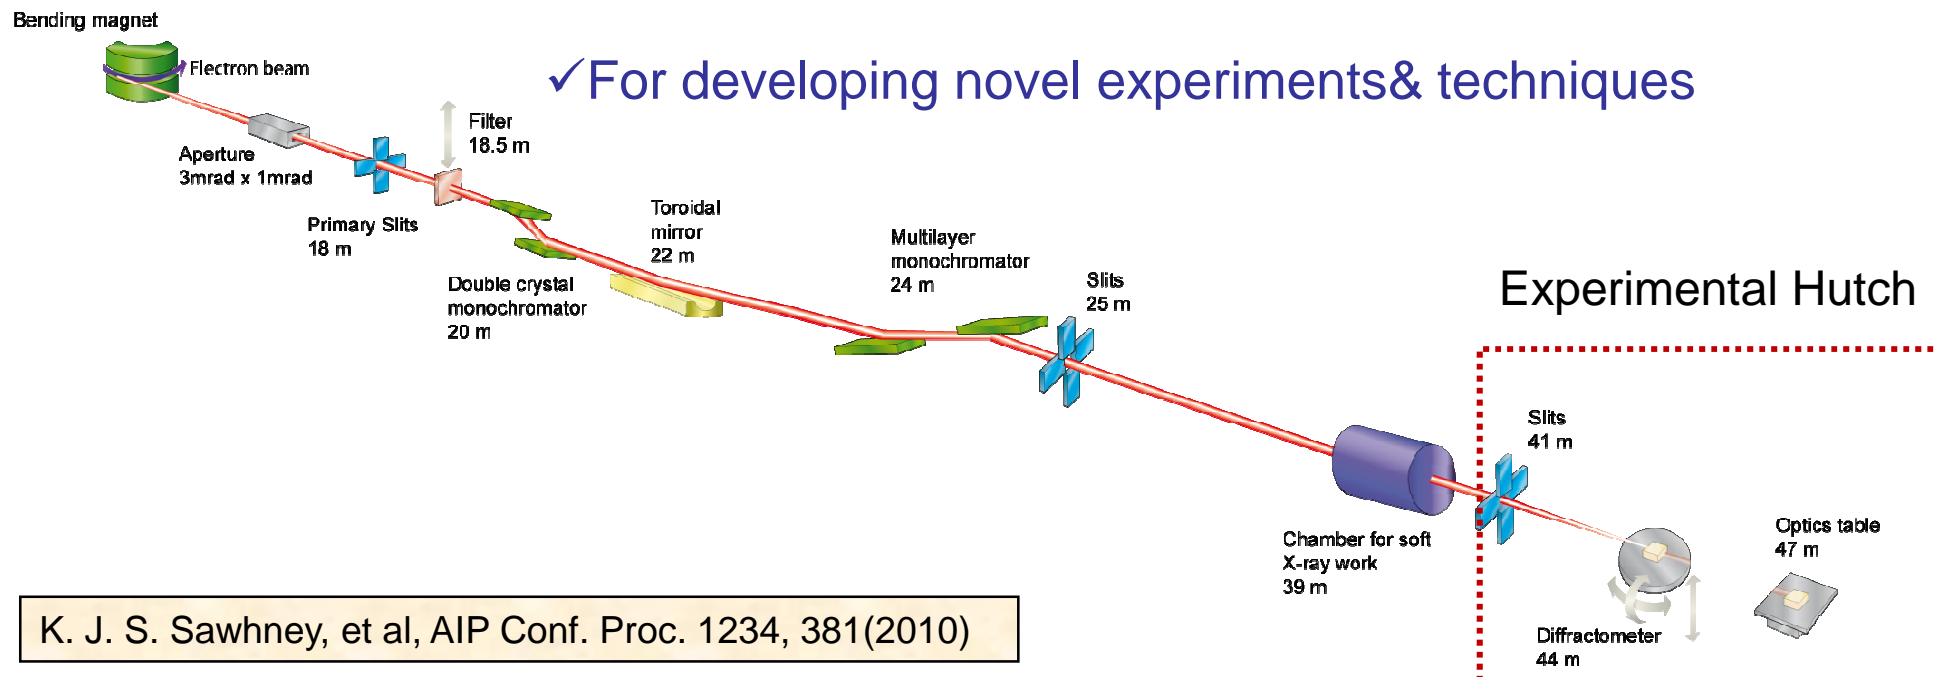 Bending magnet
Electron beam
✓For developing novel experiments& techniques
Aperture
3mrad x 1mrad
Primary Slits
18 m
Filter
18.5 m
Double crystal
monochromator
20 m
Toroidal
mirror
22 m
Multilayer
monochromator
24 m
Slits
25 m
Experimental Hutch
Chamber for soft
X-ray work
39 m
Slits
41 m
Diffractometer
44 m
Optics table
47 m
K. J. S. Sawhney, et al, AIP Conf. Proc. 1234, 381(2010)